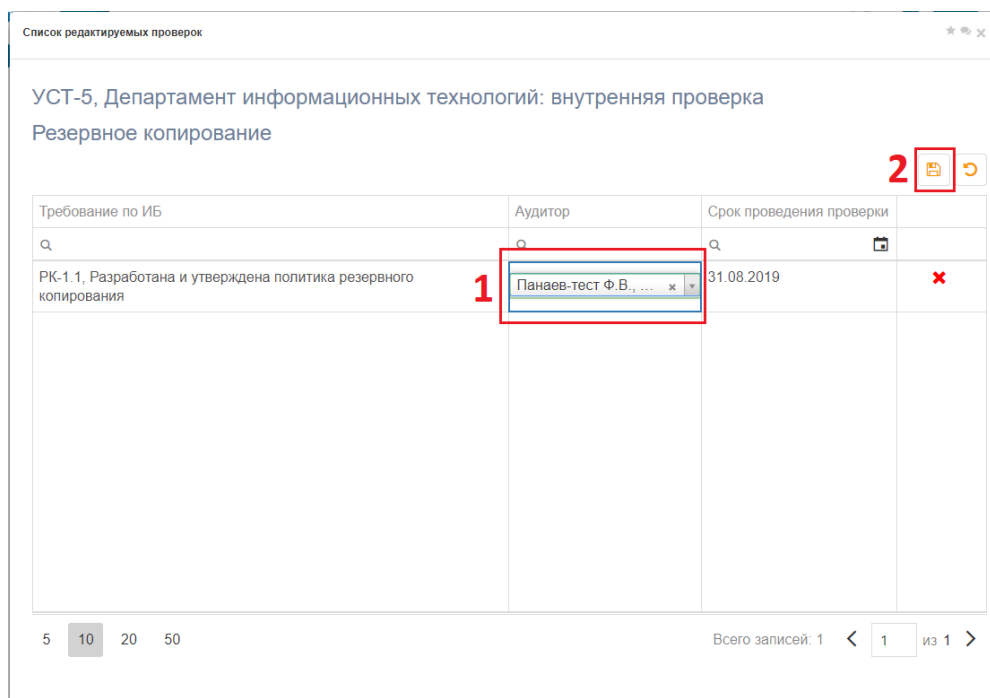 Список редактируемых проверок
УСТ-5, Департамент информационных технологий: внутренняя проверка
Резервное копирование
2
Требование по ИБ Аудитор Срок проведения проверки
РК-1.1, Разработана и утверждена политика резервного
копирования
1
Панаев-тест Ф.В., ...
31.08.2019
5 10 20 50 Всего записей: 1 1 из 1